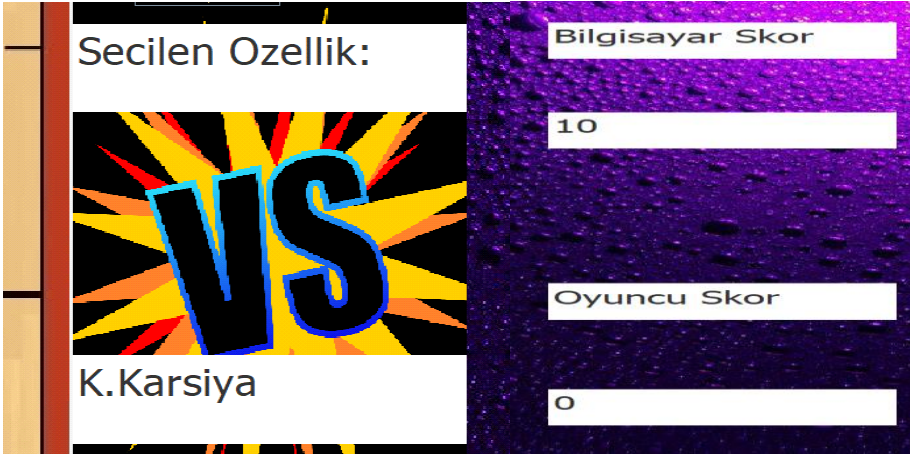 Secilen Ozellik:
VS
K.Karsiya
Bilgisayar Skor
10
Oyuncu Skor
0